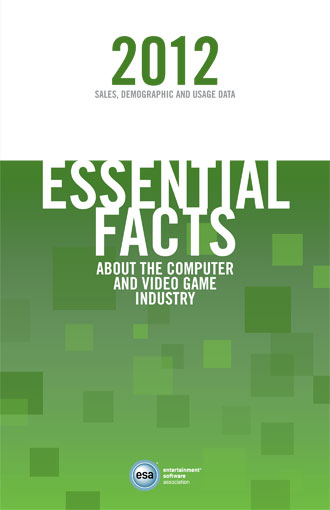 2012
SALES, DEMOGRAPHIC AND USAGE DATA
ESSENTIAL
FACTS
ABOUT THE COMPUTER
AND VIDEO GAME
INDUSTRY
esa
entertainment®
software
association